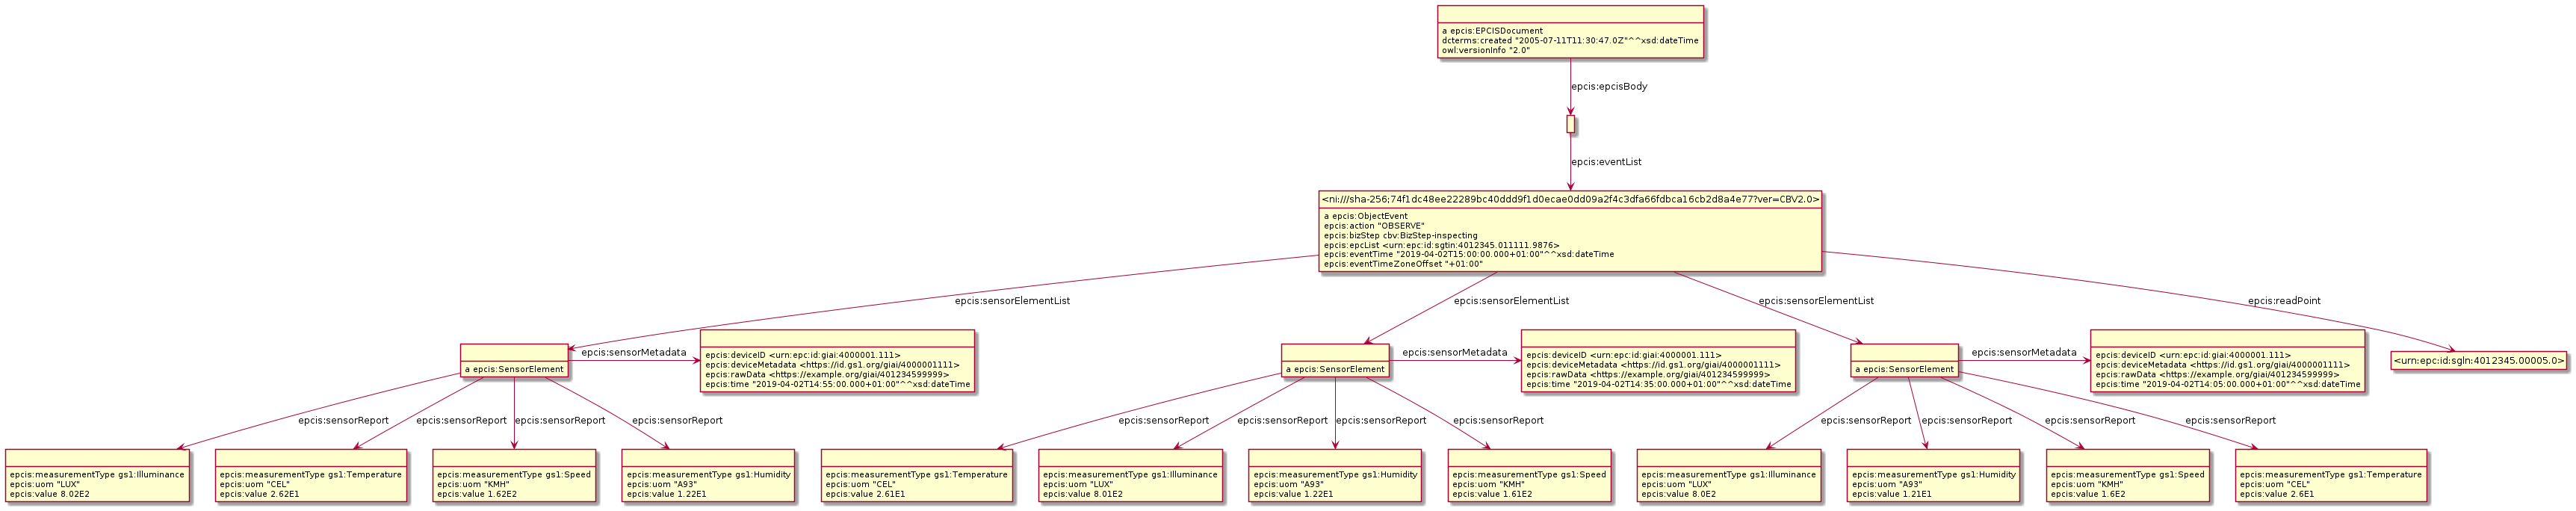 a epcis:EPCISDocument
dcterms:created "2005-07-11T11:30:47.0Z"^^xsd:dateTime
owl:versionInfo "2.0"
epcis:epcisBody
epcis:eventList
<ni:///sha-256;74f1dc48ee22289bc40ddd9f1d0ecae0dd09a2f4c3dfa66fdbca16cb2d8a4e77?ver=CBV2.0>
a epcis:ObjectEvent
epcis:action "OBSERVE"
epcis:bizStep cbv:BizStep-inspecting
epcis:epcList <urn:epc:id:sgtin:4012345.011111.9876>
epcis:eventTime "2019-04-02T15:00:00.000+01:00"^^xsd:dateTime
epcis:eventTimeZoneOffset "+01:00"
epcis:sensorElementList
epcis:sensorElementList
epcis:sensorElementList
epcis:readPoint
a epcis:SensorElement
epcis:sensorMetadata
epcis:deviceID <urn:epc:id:giai:4000001.111>
epcis:deviceMetadata <https://id.gs1.org/giai/4000001111>
epcis:rawData <https://example.org/giai/401234599999>
epcis:time "2019-04-02T14:55:00.000+01:00"^^xsd:dateTime
a epcis:SensorElement
epcis:sensorMetadata
epcis:deviceID <urn:epc:id:giai:4000001.111>
epcis:deviceMetadata <https://id.gs1.org/giai/4000001111>
epcis:rawData <https://example.org/giai/401234599999>
epcis:time "2019-04-02T14:35:00.000+01:00"^^xsd:dateTime
a epcis:SensorElement
epcis:sensorMetadata
epcis:deviceID <urn:epc:id:giai:4000001.111>
epcis:deviceMetadata <https://id.gs1.org/giai/4000001111>
epcis:rawData <https://example.org/giai/401234599999>
epcis:time "2019-04-02T14:05:00.000+01:00"^^xsd:dateTime
<urn:epc:id:sgln:4012345.00005.0>
epcis:sensorReport
epcis:sensorReport
epcis:sensorReport
epcis:sensorReport
epcis:sensorReport
epcis:sensorReport
epcis:sensorReport
epcis:sensorReport
epcis:sensorReport
epcis:sensorReport
epcis:sensorReport
epcis:sensorReport
epcis:measurementType gs1:Illuminance
epcis:uom "LUX"
epcis:value 8.02E2
epcis:measurementType gs1:Temperature
epcis:uom "CEL"
epcis:value 2.62E1
epcis:measurementType gs1:Speed
epcis:uom "KMH"
epcis:value 1.62E2
epcis:measurementType gs1:Humidity
epcis:uom "A93"
epcis:value 1.22E1
epcis:measurementType gs1:Temperature
epcis:uom "CEL"
epcis:value 2.61E1
epcis:measurementType gs1:Illuminance
epcis:uom "LUX"
epcis:value 8.01E2
epcis:measurementType gs1:Humidity
epcis:uom "A93"
epcis:value 1.22E1
epcis:measurementType gs1:Speed
epcis:uom "KMH"
epcis:value 1.61E2
epcis:measurementType gs1:Illuminance
epcis:uom "LUX"
epcis:value 8.0E2
epcis:measurementType gs1:Humidity
epcis:uom "A93"
epcis:value 1.21E1
epcis:measurementType gs1:Speed
epcis:uom "KMH"
epcis:value 1.6E2
epcis:measurementType gs1:Temperature
epcis:uom "CEL"
epcis:value 2.6E1